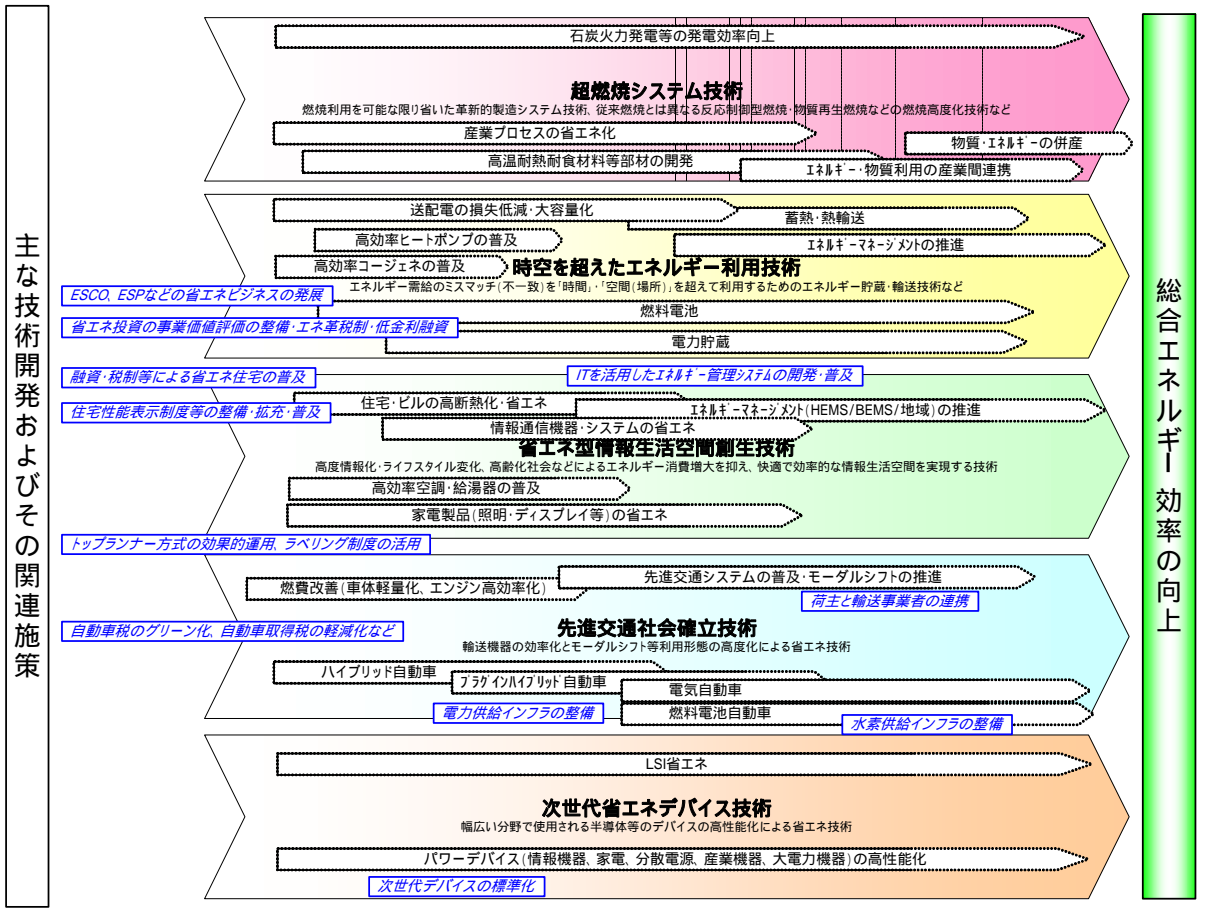 主な技術開発およびその関連施策
石炭火力発電等の発電効率向上
超燃焼システム技術
燃焼利用を可能な限り省いた革新的製造システム技術、従来燃焼とは異なる反応制御型燃焼・物質再生燃焼などの燃焼高度化技術など
産業プロセスの省エネ化
物質・ｴﾈﾙｷﾞｰの併産
高温耐熱耐食材料等部材の開発
ｴﾈﾙｷﾞｰ・物質利用の産業間連携
送配電の損失低減・大容量化
蓄熱・熱輸送
高効率ヒートポンプの普及
ｴﾈﾙｷﾞｰマネージメントの推進
高効率コージェネの普及
時空を超えたエネルギー利用技術
エネルギー需給のミスマッチ(不一致)を「時間」・「空間(場所)」を超えて利用するためのエネルギー貯蔵・輸送技術など
ESCO、ESPなどの省エネビジネスの発展
燃料電池
省エネ投資の事業価値評価の整備・エネ革税制・低金利融資
電力貯蔵
融資・税制等による省エネ住宅の普及
ITを活用したｴﾈﾙｷﾞｰ管理ｼｽﾃﾑの開発・普及
住宅・ビルの高断熱化・省エネ
住宅性能表示制度等の整備・拡充・普及
ｴﾈﾙｷﾞｰマネージﾒﾝﾄ(HEMS/BEMS/地域)の推進
情報通信機器・システムの省エネ
省エネ型情報生活空間創生技術
高度情報化・ライフスタイル変化、高齢化社会などによるエネルギー消費増大を抑え、快適で効率的な情報生活空間を実現する技術
高効率空調・給湯器の普及
家電製品(照明・ディスプレイ等)の省エネ
トップランナー方式の効果的運用、ラベリング制度の活用
先進交通システムの普及・モーダルシフトの推進
燃費改善(車体軽量化、エンジン高効率化)
荷主と輸送事業者の連携
自動車税のグリーン化、自動車取得税の軽減化など
先進交通社会確立技術
輸送機器の効率化とモーダルシフト等利用形態の高度化による省エネ技術
ハイブリッド自動車
ﾌﾟﾗｸﾞｲﾝﾊｲﾌﾞﾘｯﾄﾞ自動車
電気自動車
電力供給インフラの整備
燃料電池自動車
水素供給インフラの整備
LSI省エネ
次世代省エネデバイス技術
幅広い分野で使用される半導体等のデバイスの高性能化による省エネ技術
パワーデバイス(情報機器、家電、分散電源、産業機器、大電力機器)の高性能化
次世代デバイスの標準化
総合エネルギー効率の向上